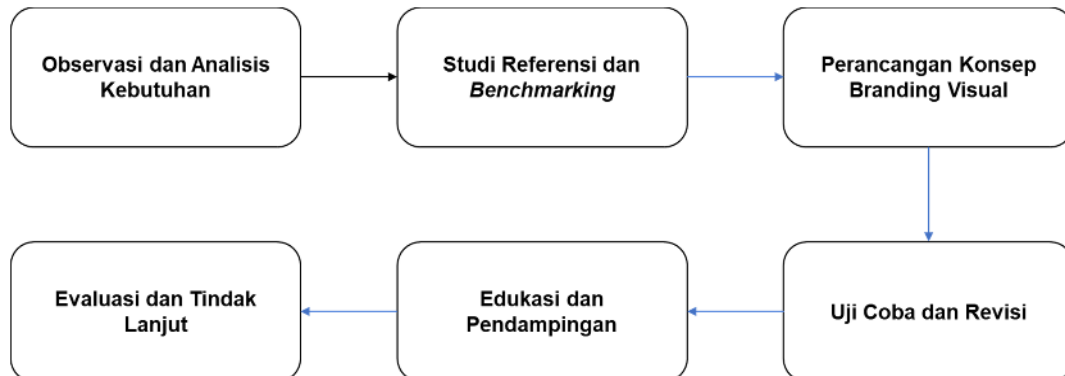 Observasi dan Analisis
Kebutuhan
Studi Referensi dan
Benchmarking
Perancangan Konsep
Branding Visual
Uji Coba dan Revisi
Edukasi dan
Pendampingan
Evaluasi dan Tindak
Lanjut